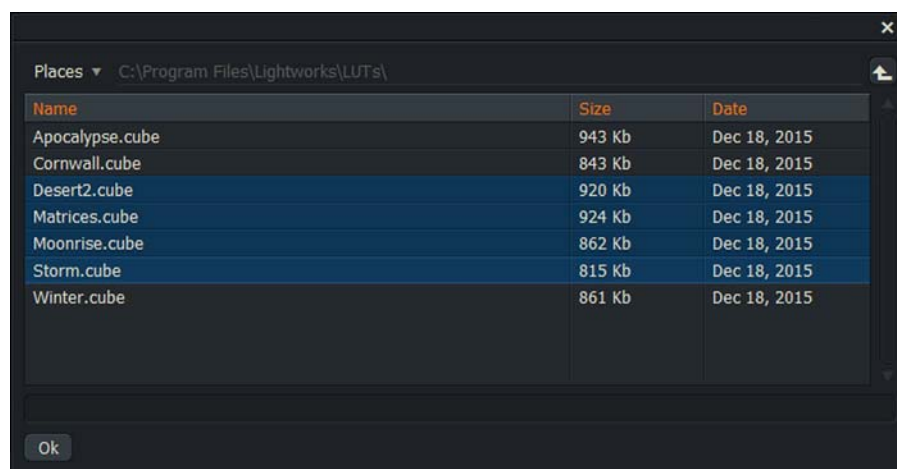 Places C:\Program Files\Lightworks\LUTs\
Name Size Date
Apocalypse.cube 943 Kb Dec 18, 2015
Cornwall.cube 843 Kb Dec 18, 2015
Desert2.cube 920 Kb Dec 18, 2015
Matrices.cube 924 Kb Dec 18, 2015
Moonrise.cube 862 Kb Dec 18, 2015
Storm.cube 815 Kb Dec 18, 2015
Winter.cube 861 Kb Dec 18, 2015
Ok